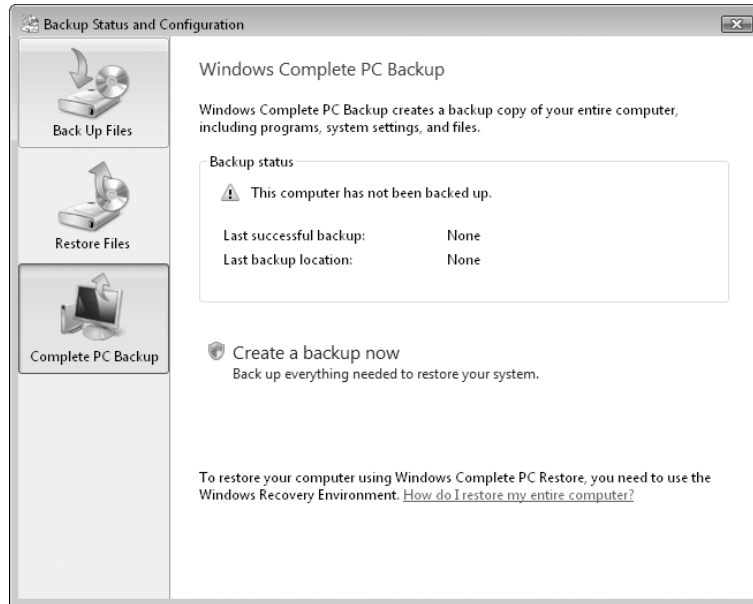 Backup Status and Configuration
Back Up Files
Restore Files
Complete PC Backup
Windows Complete PC Backup
Windows Complete PC Backup creates a backup copy of your entire computer,
including programs, system settings, and files.
Backup status
This computer has not been backed up.
Last successful backup: None
Last backup location: None
Create a backup now
Back up everything needed to restore your system.
To restore your computer using Windows Complete PC Restore, you need to use the
Windows Recovery Environment. How do I restore my entire computer?